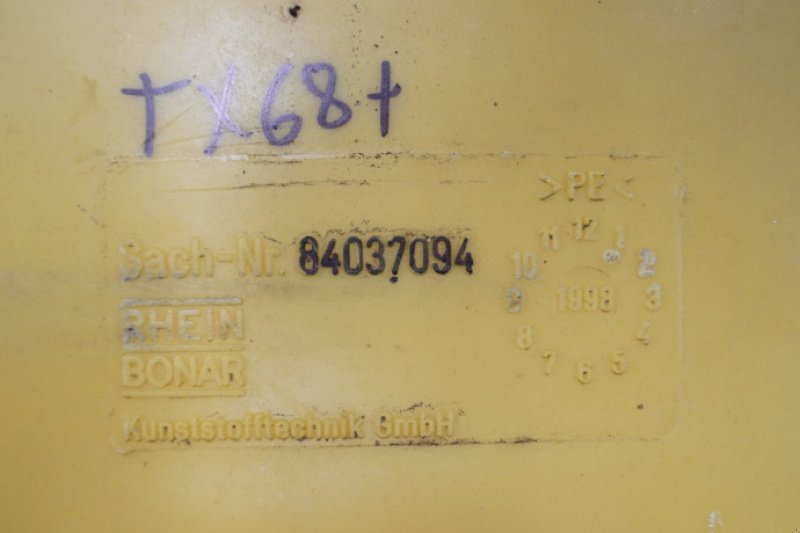 TX68+
>PE<
Sach-Nr. 84037094
11 12 1
10 2
9 1998 3
8 4
7 6 5
RHEIN
BONAR
Kunststofftechnik GmbH